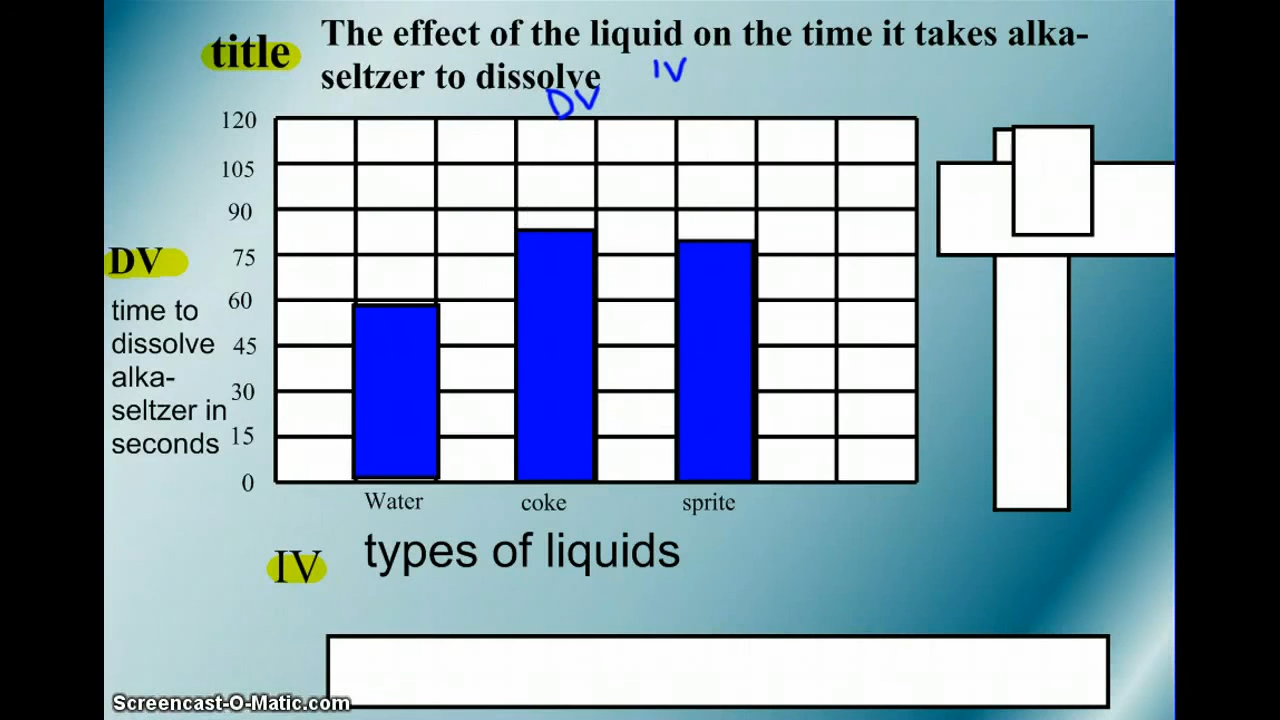 title
The effect of the liquid on the time it takes alka-
seltzer to dissolve
IV
DV
120
105
90
75
60
45
30
15
0
DV
time to
dissolve
alka-
seltzer in
seconds
Water coke sprite
IV
types of liquids
Screencast-O-Matic.com